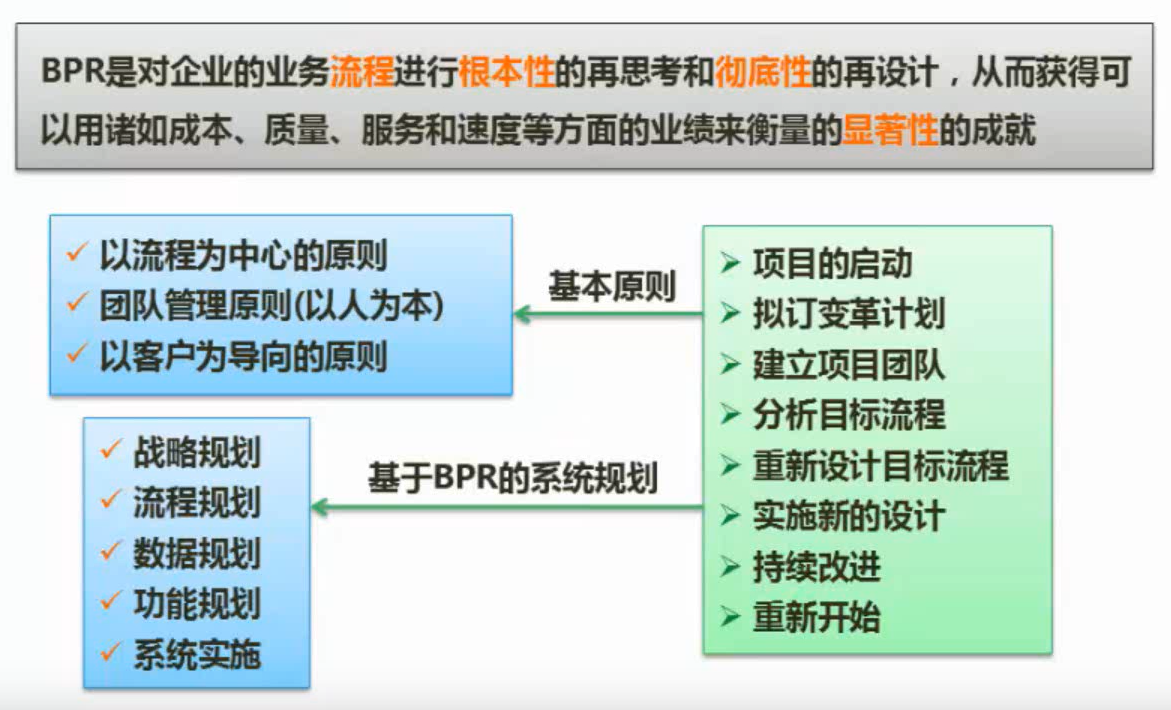 BPR是对企业的业务流程进行根本性的再思考和彻底性的再设计，从而获得可
以用诸如成本、质量、服务和速度等方面的业绩来衡量的显著性的成就
以流程为中心的原则
团队管理原则(以人为本)
以客户为导向的原则
基本原则
项目的启动
拟订变革计划
建立项目团队
分析目标流程
重新设计目标流程
实施新的设计
持续改进
重新开始
基于BPR的系统规划
战略规划
流程规划
数据规划
功能规划
系统实施